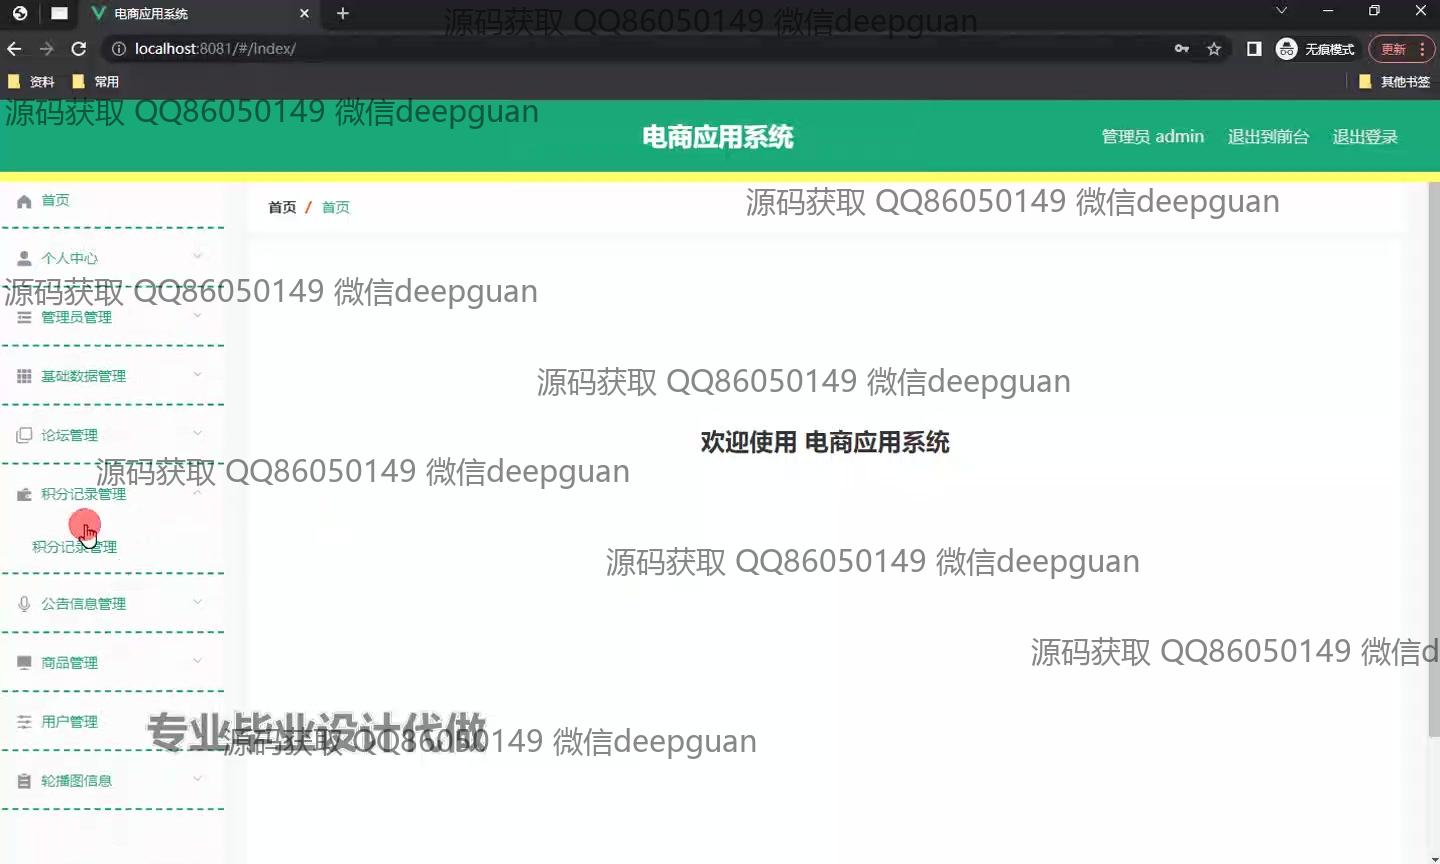 电商应用系统
源码获取 QQ86050149 微信deepguan
localhost:8081/#/index/
无痕模式
更新
资料
常用
其他书签
源码获取 QQ86050149 微信deepguan
电商应用系统
管理员 admin
退出到前台
退出登录
首页
首页 / 首页
源码获取 QQ86050149 微信deepguan
个人中心
源码获取 QQ86050149 微信deepguan
管理员管理
基础数据管理
源码获取 QQ86050149 微信deepguan
论坛管理
欢迎使用 电商应用系统
源码获取 QQ86050149 微信deepguan
积分记录管理
积分记录管理
源码获取 QQ86050149 微信deepguan
公告信息管理
源码获取 QQ86050149 微信d
商品管理
用户管理
专业毕业设计代做
源码获取 QQ86050149 微信deepguan
轮播图信息